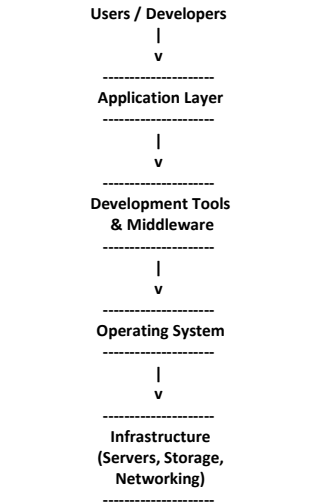 Users / Developers
|
v
---------------------
Application Layer
---------------------
|
v
---------------------
Development Tools
& Middleware
---------------------
|
v
---------------------
Operating System
---------------------
|
v
---------------------
Infrastructure
(Servers, Storage,
Networking)
---------------------